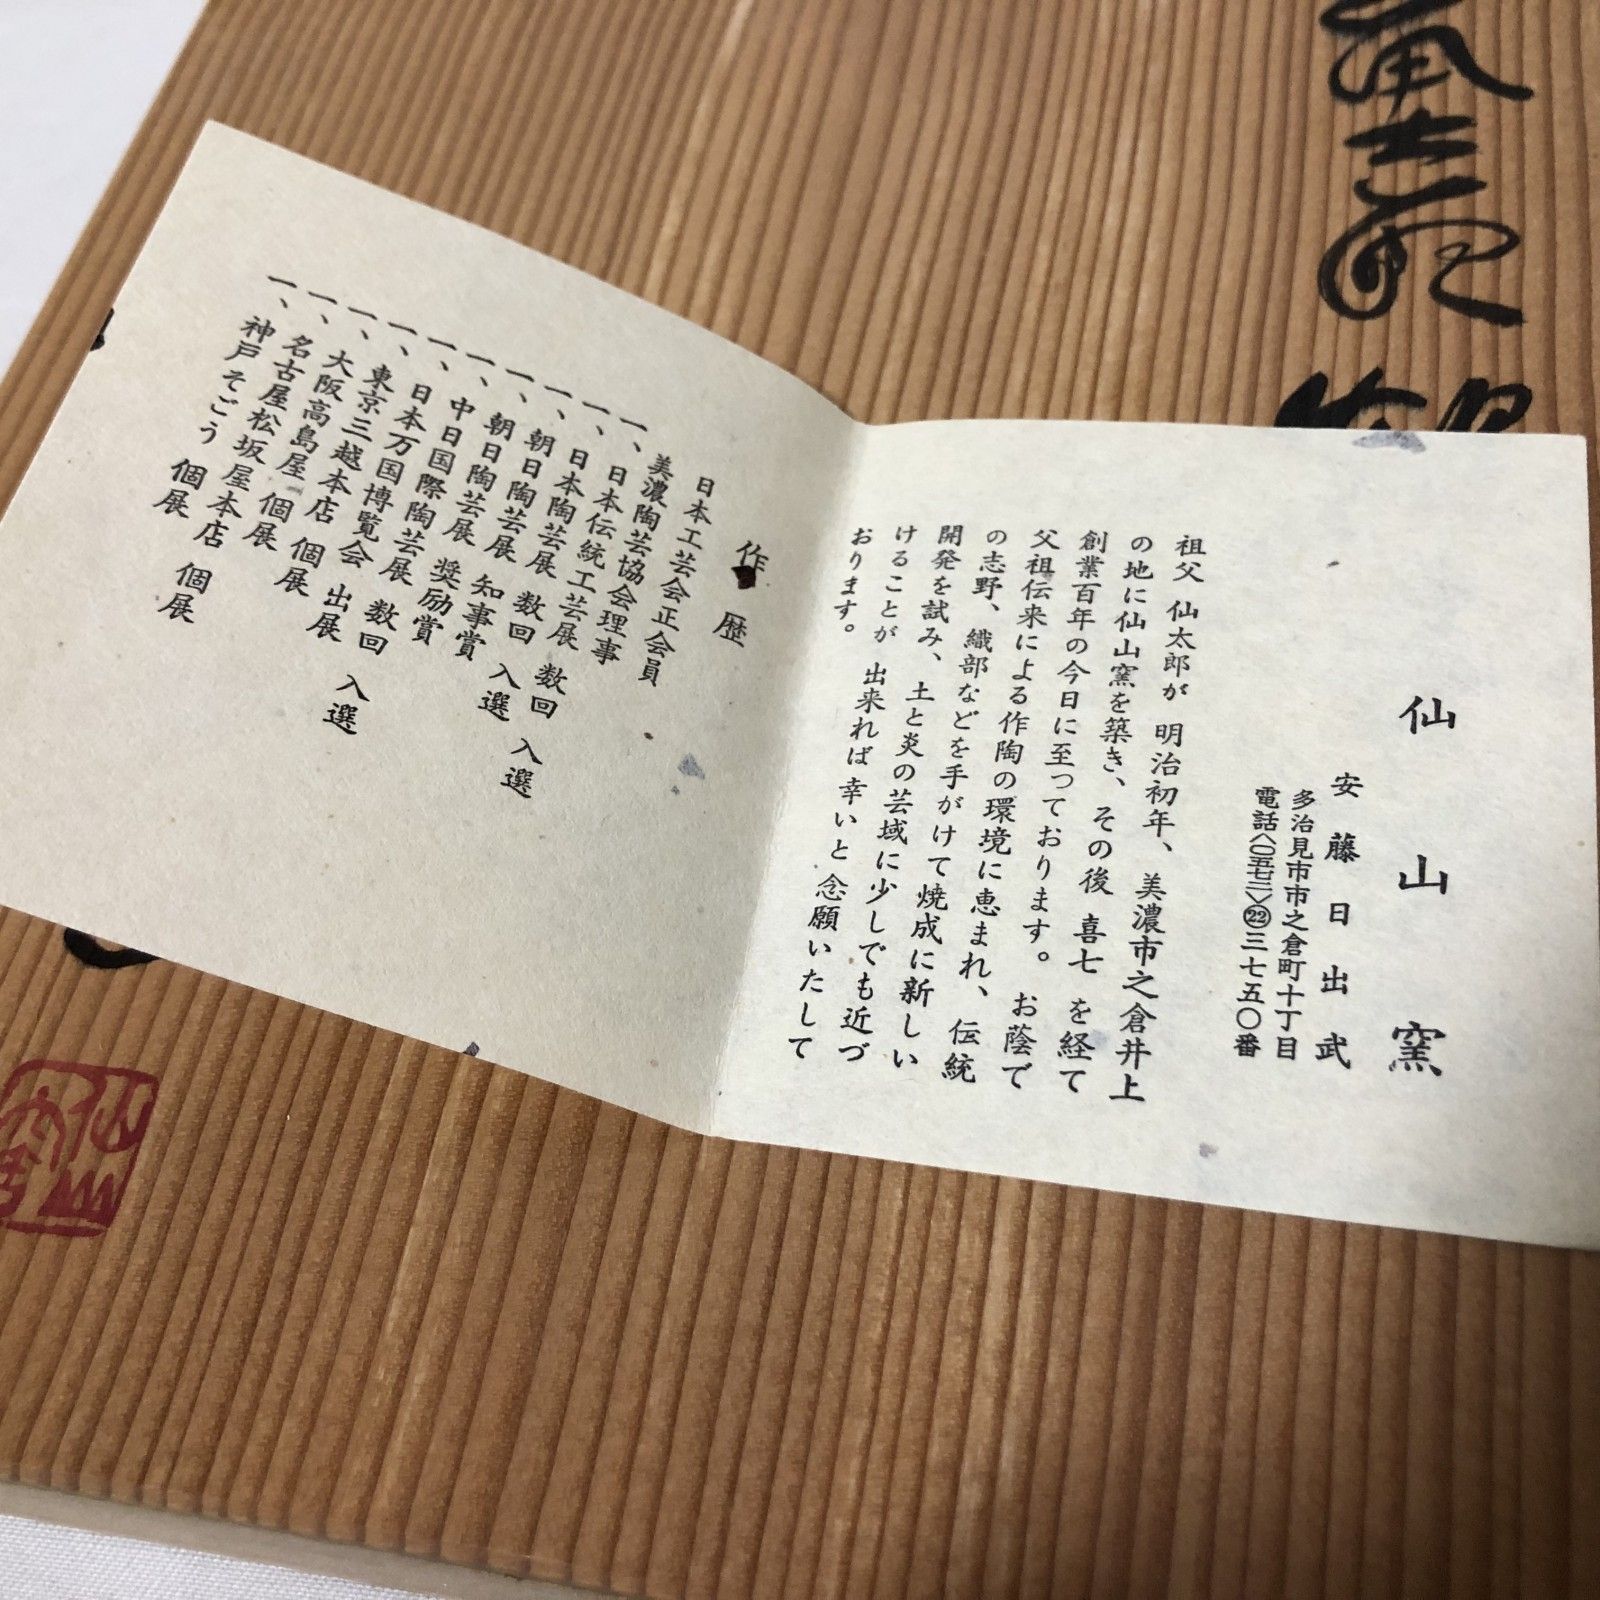 仙山窯
安藤日出武
多治見市市之倉町十丁目
電話〈〇五七二〉㉒三七五〇番
祖父 仙太郎が 明治初年、美濃市之倉井上
の地に仙山窯を築き、その後 喜七 を経て
創業百年の今日に至っております。 お蔭で
父祖伝来による作陶の環境に恵まれ、伝統
の志野、織部などを手がけて焼成に新しい
開発を試み、土と炎の芸域に少しでも近づ
けることが 出来れば 幸いと念願いたして
おります。
作歴
一、日本工芸会正会員
一、美濃陶芸協会理事
一、日本伝統工芸展 数回 入選
一、日本陶芸展 数回 入選
一、朝日陶芸展 知事賞
一、朝日陶芸展 奨励賞
一、中日国際陶芸展 数回 入選
一、日本万国博覧会 出展
一、東京三越本店 個展
一、大阪高島屋 個展
一、名古屋松坂屋本店 個展
一、神戸そごう 個展
仙山